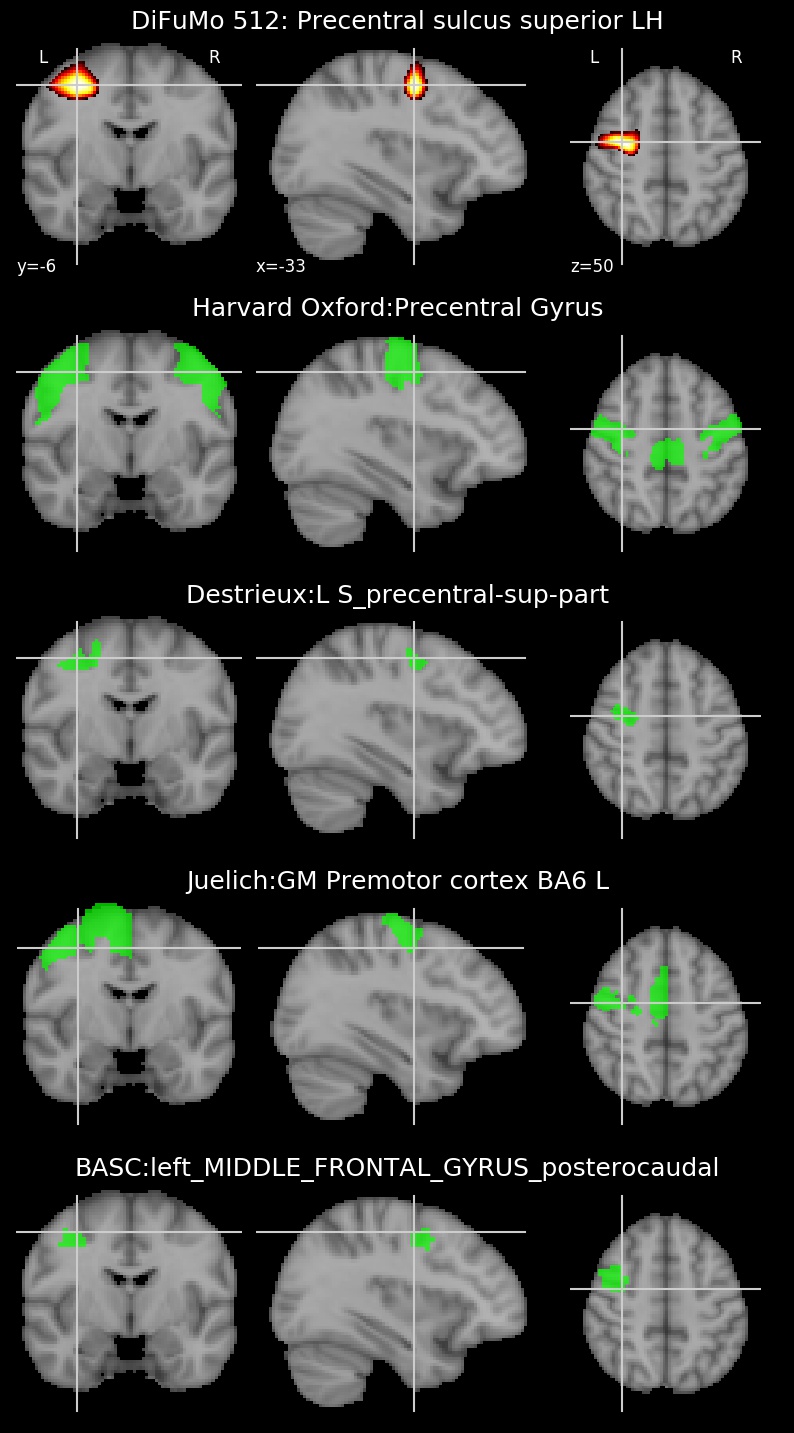 DiFuMo 512: Precentral sulcus superior LH
L R L R
y=-6 x=-33 z=50
Harvard Oxford:Precentral Gyrus
Destrieux:L S_precentral-sup-part
Juelich:GM Premotor cortex BA6 L
BASC:left_MIDDLE_FRONTAL_GYRUS_posterocaudal